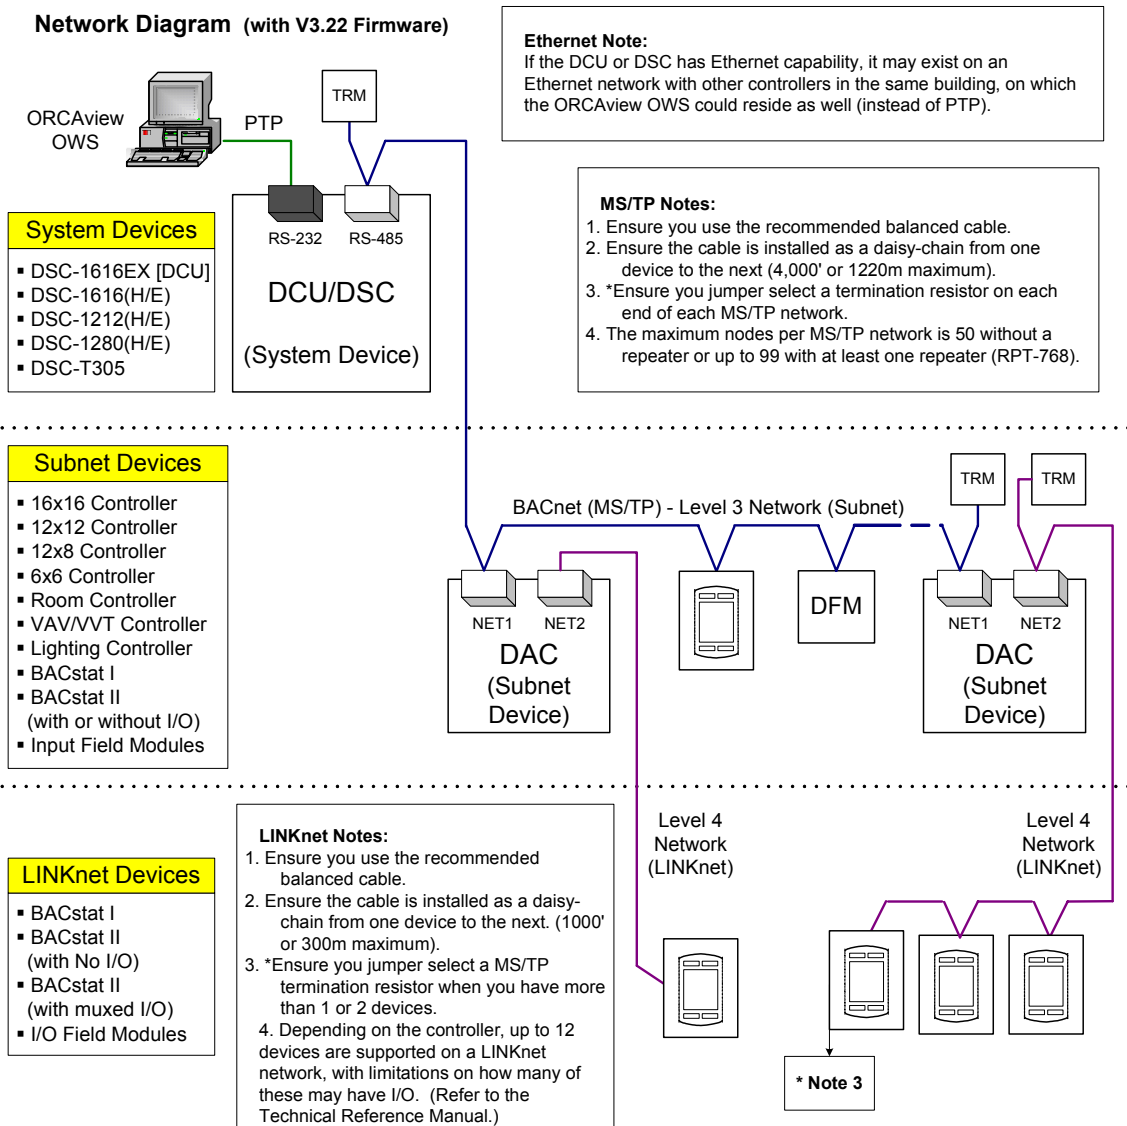 Network Diagram (with V3.22 Firmware)
Ethernet Note:
If the DCU or DSC has Ethernet capability, it may exist on an
Ethernet network with other controllers in the same building, on which
the ORCAview OWS could reside as well (instead of PTP).
ORCAview
OWS
PTP
TRM
RS-232
RS-485
DCU/DSC
(System Device)
System Devices
▪ DSC-1616EX [DCU]
▪ DSC-1616(H/E)
▪ DSC-1212(H/E)
▪ DSC-1280(H/E)
▪ DSC-T305
MS/TP Notes:
1. Ensure you use the recommended balanced cable.
2. Ensure the cable is installed as a daisy-chain from one
device to the next (4,000' or 1220m maximum).
3. *Ensure you jumper select a termination resistor on each
end of each MS/TP network.
4. The maximum nodes per MS/TP network is 50 without a
repeater or up to 99 with at least one repeater (RPT-768).
Subnet Devices
▪ 16x16 Controller
▪ 12x12 Controller
▪ 12x8 Controller
▪ 6x6 Controller
▪ Room Controller
▪ VAV/VVT Controller
▪ Lighting Controller
▪ BACstat I
▪ BACstat II
(with or without I/O)
▪ Input Field Modules
BACnet (MS/TP) - Level 3 Network (Subnet)
TRM
TRM
NET1
NET2
DAC
(Subnet
Device)
DFM
NET1
NET2
DAC
(Subnet
Device)
LINKnet Devices
▪ BACstat I
▪ BACstat II
(with No I/O)
▪ BACstat II
(with muxed I/O)
▪ I/O Field Modules
LINKnet Notes:
1. Ensure you use the recommended
balanced cable.
2. Ensure the cable is installed as a daisy-
chain from one device to the next. (1000'
or 300m maximum).
3. *Ensure you jumper select a MS/TP
termination resistor when you have more
than 1 or 2 devices.
4. Depending on the controller, up to 12
devices are supported on a LINKnet
network, with limitations on how many of
these may have I/O. (Refer to the
Technical Reference Manual.)
Level 4
Network
(LINKnet)
Level 4
Network
(LINKnet)
* Note 3